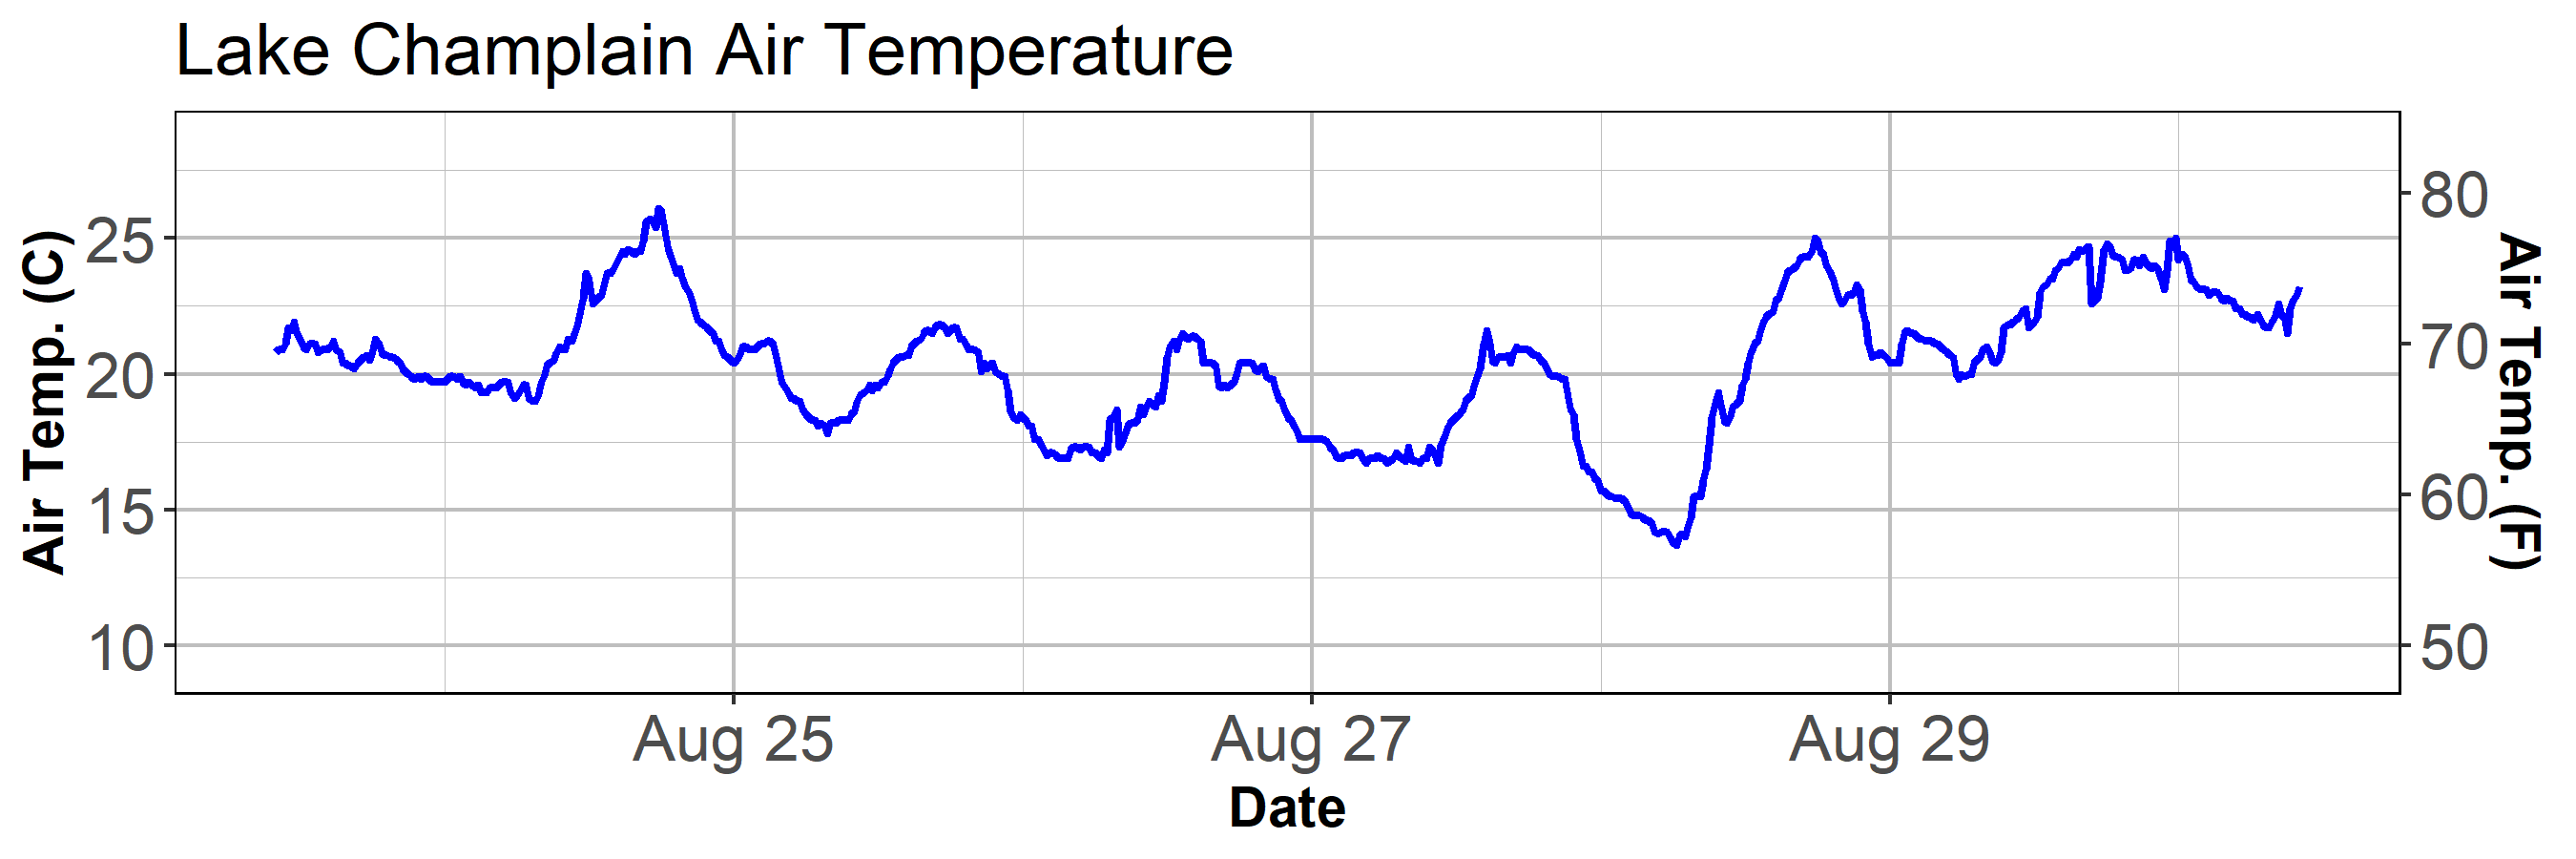 Lake Champlain Air Temperature
Air Temp. (C)
25
20
15
10
80
70
60
50
Air Temp. (F)
Aug 25
Aug 27
Aug 29
Date